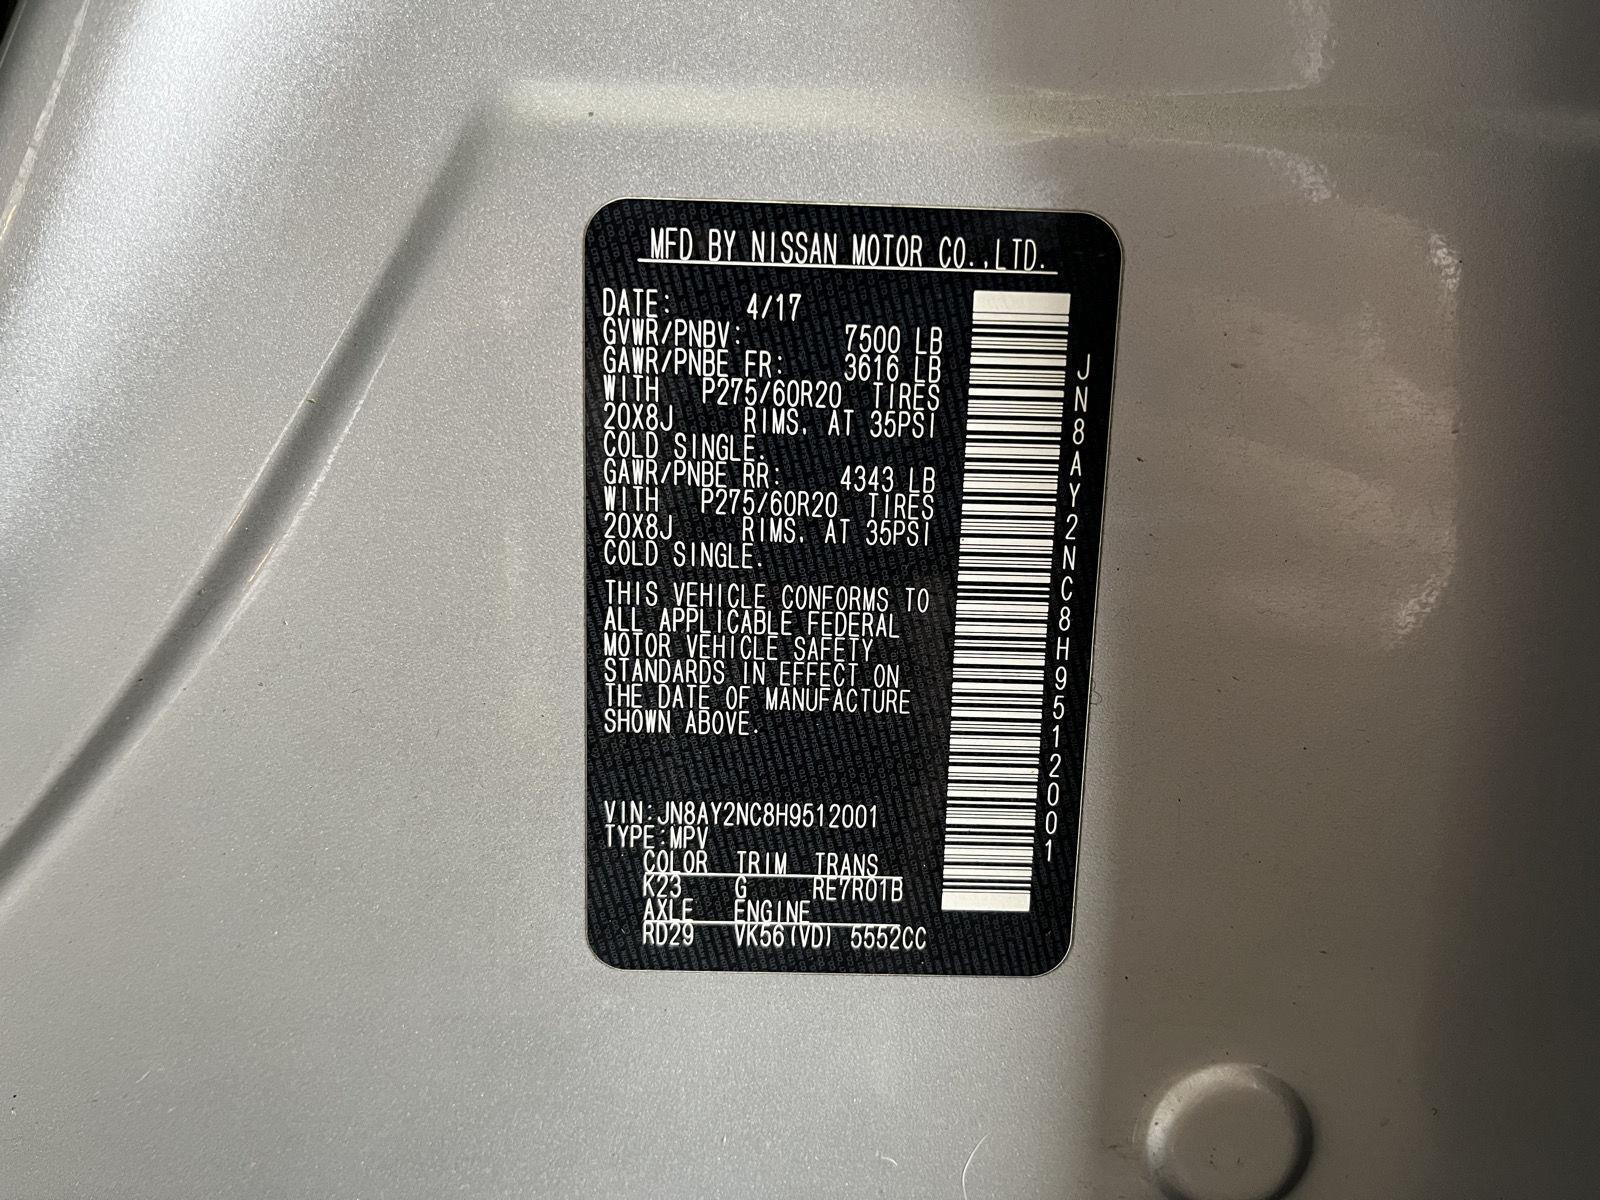 MFD BY NISSAN MOTOR CO.,LTD.
DATE: 4/17
GVWR/PNBV: 7500 LB
GAWR/PNBE FR: 3616 LB
WITH P275/60R20 TIRES
20X8J RIMS, AT 35PSI
COLD SINGLE.
GAWR/PNBE RR: 4343 LB
WITH P275/60R20 TIRES
20X8J RIMS, AT 35PSI
COLD SINGLE.
THIS VEHICLE CONFORMS TO
ALL APPLICABLE FEDERAL
MOTOR VEHICLE SAFETY
STANDARDS IN EFFECT ON
THE DATE OF MANUFACTURE
SHOWN ABOVE.
VIN:JN8AY2NC8H9512001
TYPE:MPV
COLOR TRIM TRANS
K23 G RE7R01B
AXLE ENGINE
RD29 VK56(VD) 5552CC
JN8AY2NC8H9512001